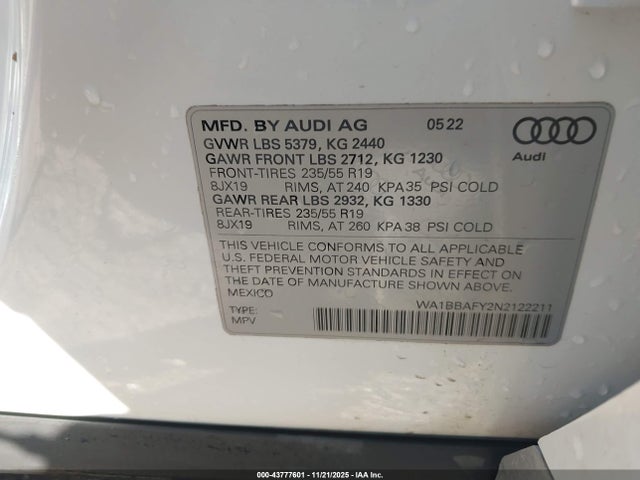 MFD. BY AUDI AG 05 22
GVWR LBS 5379, KG 2440
GAWR FRONT LBS 2712, KG 1230
FRONT-TIRES 235/55 R19
8JX19 RIMS, AT 240 KPA 35 PSI COLD
GAWR REAR LBS 2932, KG 1330
REAR-TIRES 235/55 R19
8JX19 RIMS, AT 260 KPA 38 PSI COLD
Audi
THIS VEHICLE CONFORMS TO ALL APPLICABLE
U.S. FEDERAL MOTOR VEHICLE SAFETY AND
THEFT PREVENTION STANDARDS IN EFFECT ON
THE DATE OF MANUFACTURE SHOWN ABOVE.
MEXICO
WA1BBAFY2N2122211
TYPE:
MPV
000-43777601 - 11/21/2025 - IAA Inc.